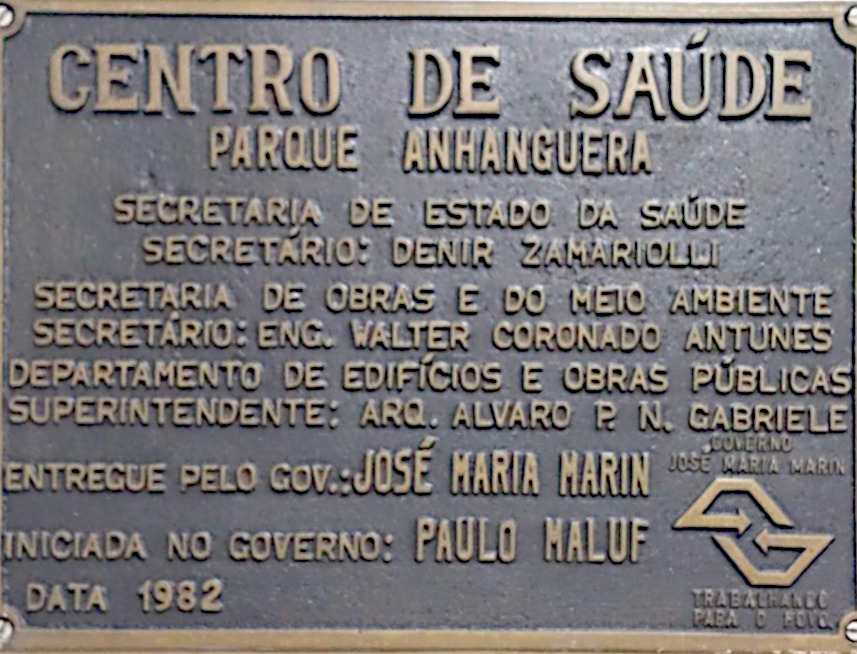 CENTRO DE SAÚDE
PARQUE ANHANGUERA
SECRETARIA DE ESTADO DA SAÚDE
SECRETÁRIO: DENIR ZAMARIOLLI
SECRETARIA DE OBRAS E DO MEIO AMBIENTE
SECRETÁRIO: ENG. WALTER CORONADO ANTUNES
DEPARTAMENTO DE EDIFÍCIOS E OBRAS PÚBLICAS
SUPERINTENDENTE: ARQ. ALVARO P. N. GABRIELE
ENTREGUE PELO GOV.: JOSÉ MARIA MARIN
INICIADA NO GOVERNO: PAULO MALUF
DATA 1982
GOVERNO
JOSÉ MARIA MARIN
TRABALHANDO
PARA O POVO.